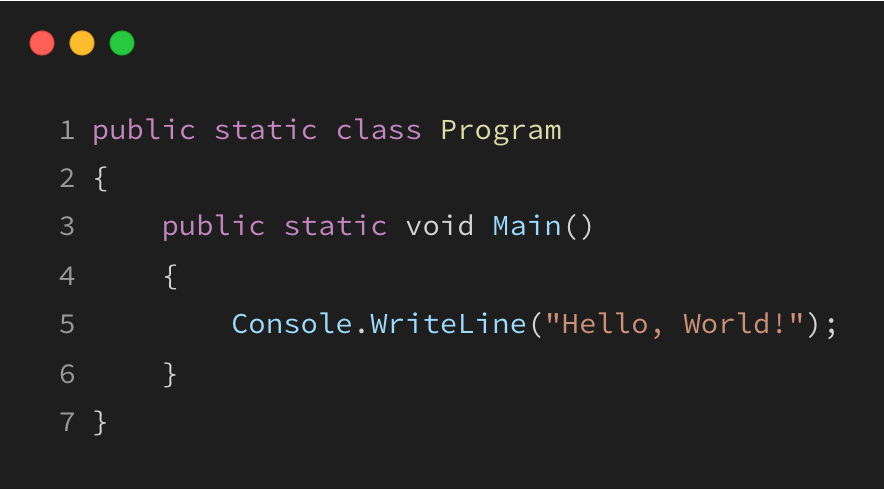 1 public static class Program
2 {
3     public static void Main()
4     {
5         Console.WriteLine("Hello, World!");
6     }
7 }